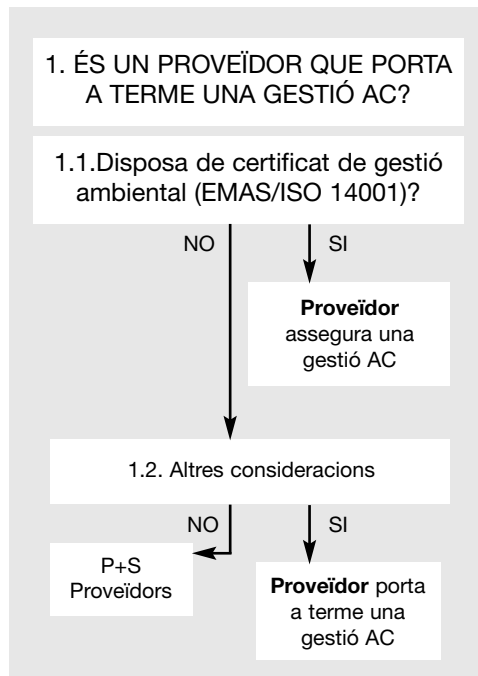 1. ÉS UN PROVEÏDOR QUE PORTA
A TERME UNA GESTIÓ AC?
1.1.Disposa de certificat de gestió
ambiental (EMAS/ISO 14001)?
NO
SI
Proveïdor
assegura una
gestió AC
1.2. Altres consideracions
NO
SI
P+S
Proveïdors
Proveïdor porta
a terme una
gestió AC